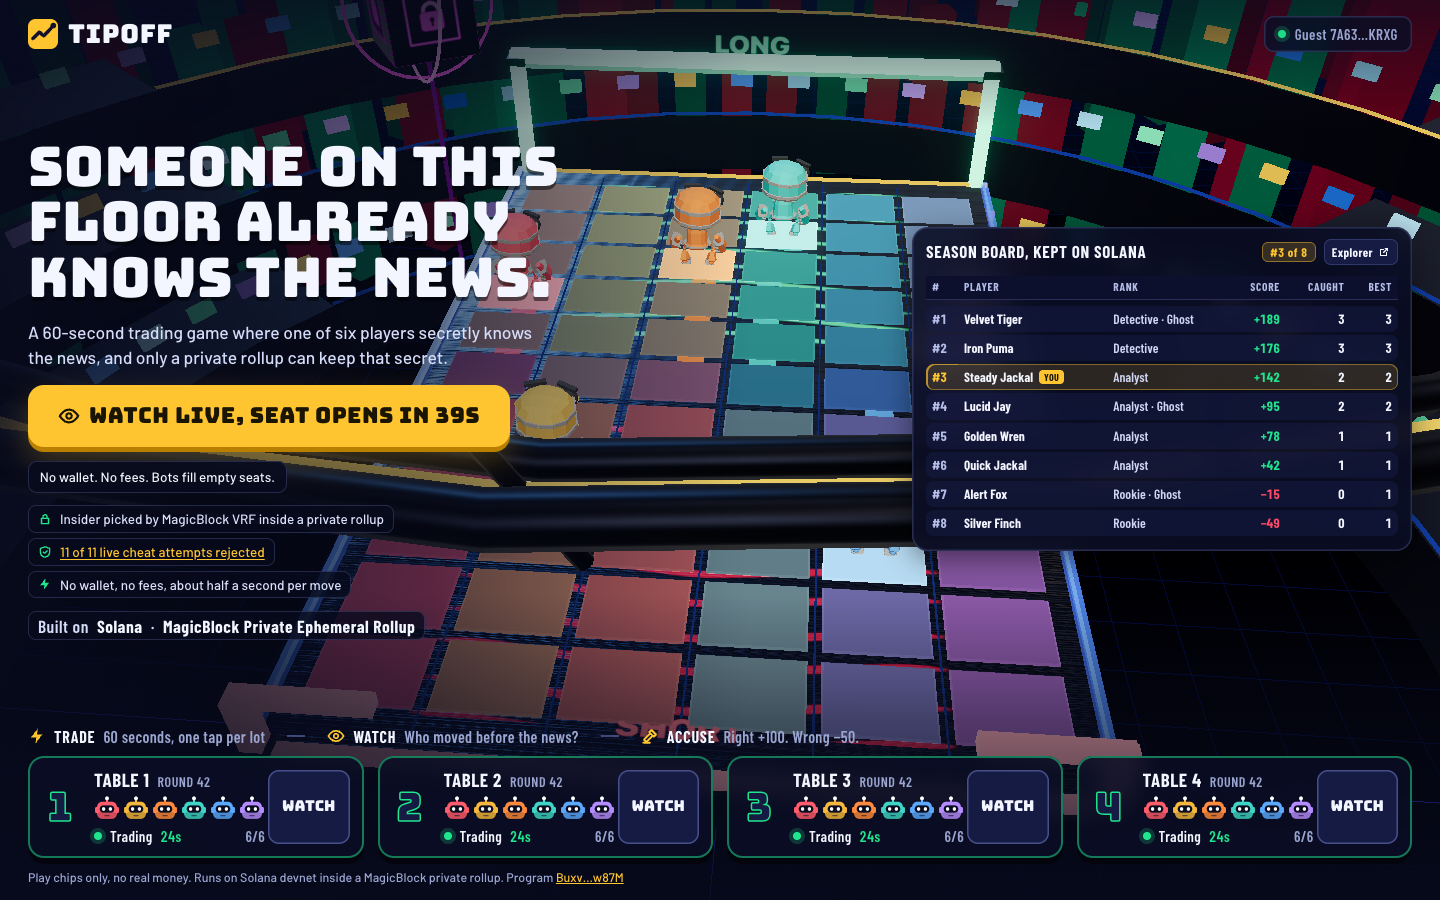 TIPOFF
LONG
Guest 7A63...KRXG
SOMEONE ON THIS
FLOOR ALREADY
KNOWS THE NEWS.
A 60-second trading game where one of six players secretly knows
the news, and only a private rollup can keep that secret.
WATCH LIVE, SEAT OPENS IN 39S
No wallet. No fees. Bots fill empty seats.
Insider picked by MagicBlock VRF inside a private rollup
11 of 11 live cheat attempts rejected
No wallet, no fees, about half a second per move
Built on Solana · MagicBlock Private Ephemeral Rollup
SEASON BOARD, KEPT ON SOLANA #3 of 8 Explorer
# PLAYER RANK SCORE CAUGHT BEST
#1 Velvet Tiger Detective · Ghost +189 3 3
#2 Iron Puma Detective +176 3 3
#3 Steady Jackal YOU Analyst +142 2 2
#4 Lucid Jay Analyst · Ghost +95 2 2
#5 Golden Wren Analyst +78 1 1
#6 Quick Jackal Analyst +42 1 1
#7 Alert Fox Rookie · Ghost −15 0 1
#8 Silver Finch Rookie −49 0 1
SHORT
TRADE 60 seconds, one tap per lot — WATCH Who moved before the news? — ACCUSE Right +100. Wrong −50.
1 TABLE 1 ROUND 42
Trading 24s 6/6
WATCH
2 TABLE 2 ROUND 42
Trading 24s 6/6
WATCH
3 TABLE 3 ROUND 42
Trading 24s 6/6
WATCH
4 TABLE 4 ROUND 42
Trading 24s 6/6
WATCH
Play chips only, no real money. Runs on Solana devnet inside a MagicBlock private rollup. Program Buxv...w87M